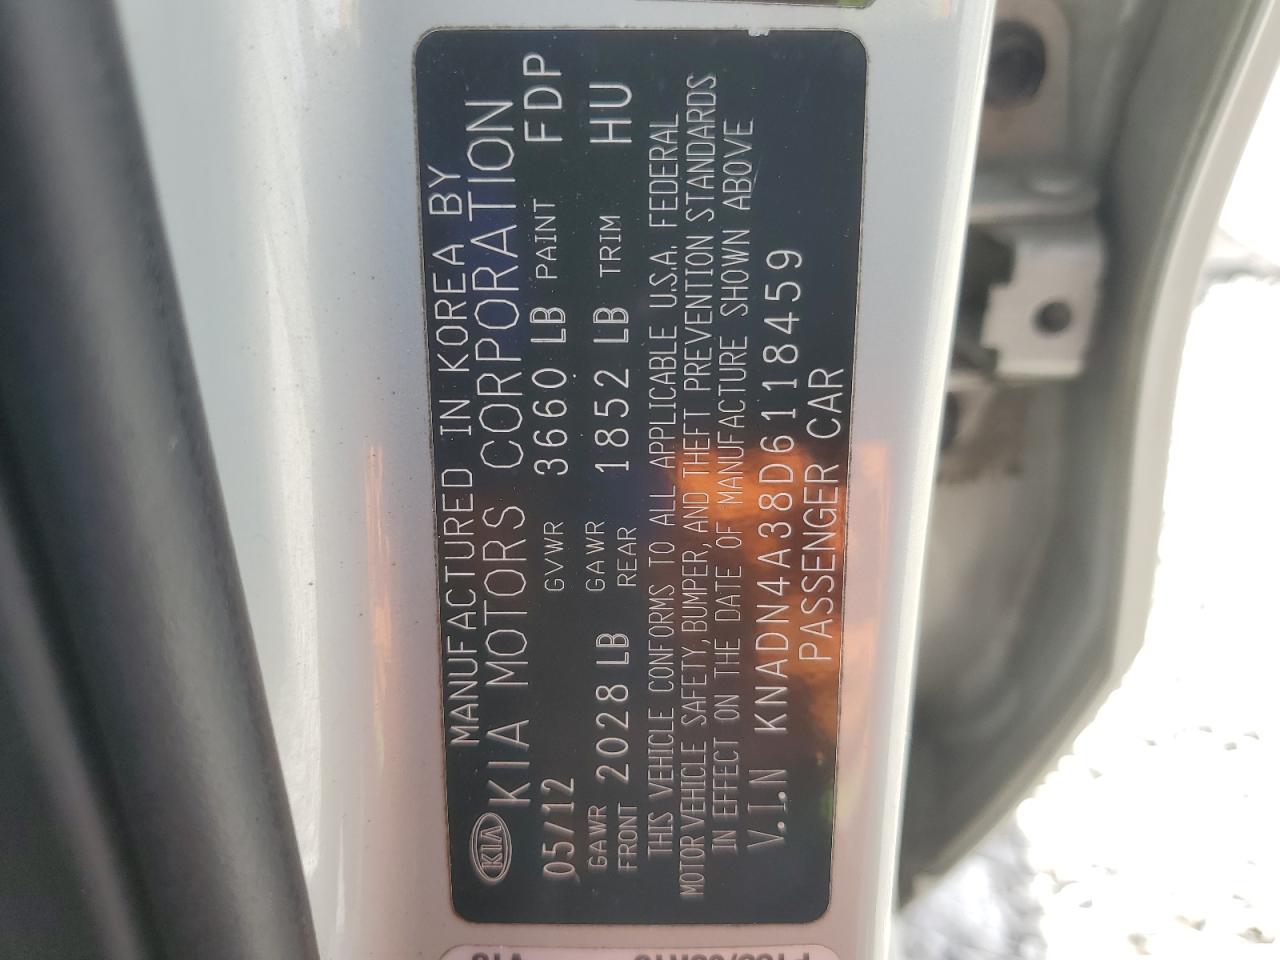 MANUFACTURED IN KOREA BY
KIA KIA MOTORS CORPORATION
05/12 GVWR 3660 LB PAINT FDP
GAWR FRONT 2028 LB GAWR REAR 1852 LB TRIM HU
THIS VEHICLE CONFORMS TO ALL APPLICABLE U.S.A. FEDERAL
MOTOR VEHICLE SAFETY, BUMPER, AND THEFT PREVENTION STANDARDS
IN EFFECT ON THE DATE OF MANUFACTURE SHOWN ABOVE
V.I.N KNADN4A38D6118459
PASSENGER CAR